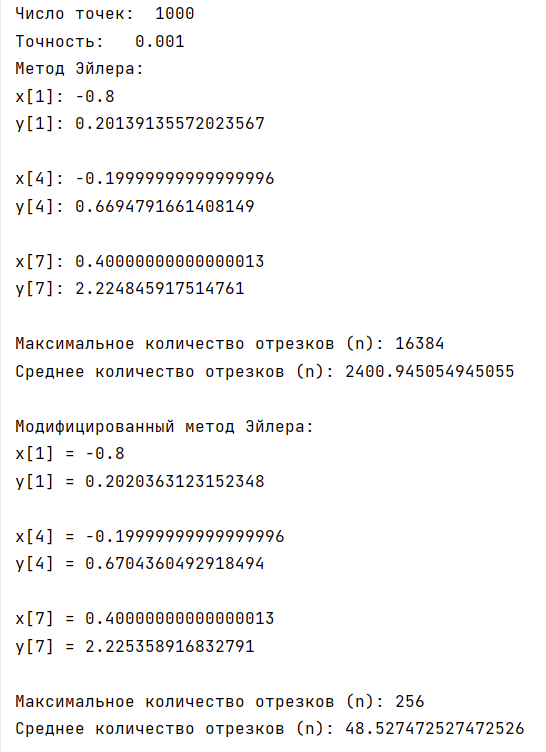 Число точек:  1000
Точность:   0.001
Метод Эйлера:
x[1]: -0.8
y[1]: 0.20139135572023567
x[4]: -0.19999999999999996
y[4]: 0.6694791661408149
x[7]: 0.40000000000000013
y[7]: 2.224845917514761
Максимальное количество отрезков (n): 16384
Среднее количество отрезков (n): 2400.945054945055
Модифицированный метод Эйлера:
x[1] = -0.8
y[1] = 0.2020363123152348
x[4] = -0.19999999999999996
y[4] = 0.6704360492918494
x[7] = 0.40000000000000013
y[7] = 2.225358916832791
Максимальное количество отрезков (n): 256
Среднее количество отрезков (n): 48.527472527472526